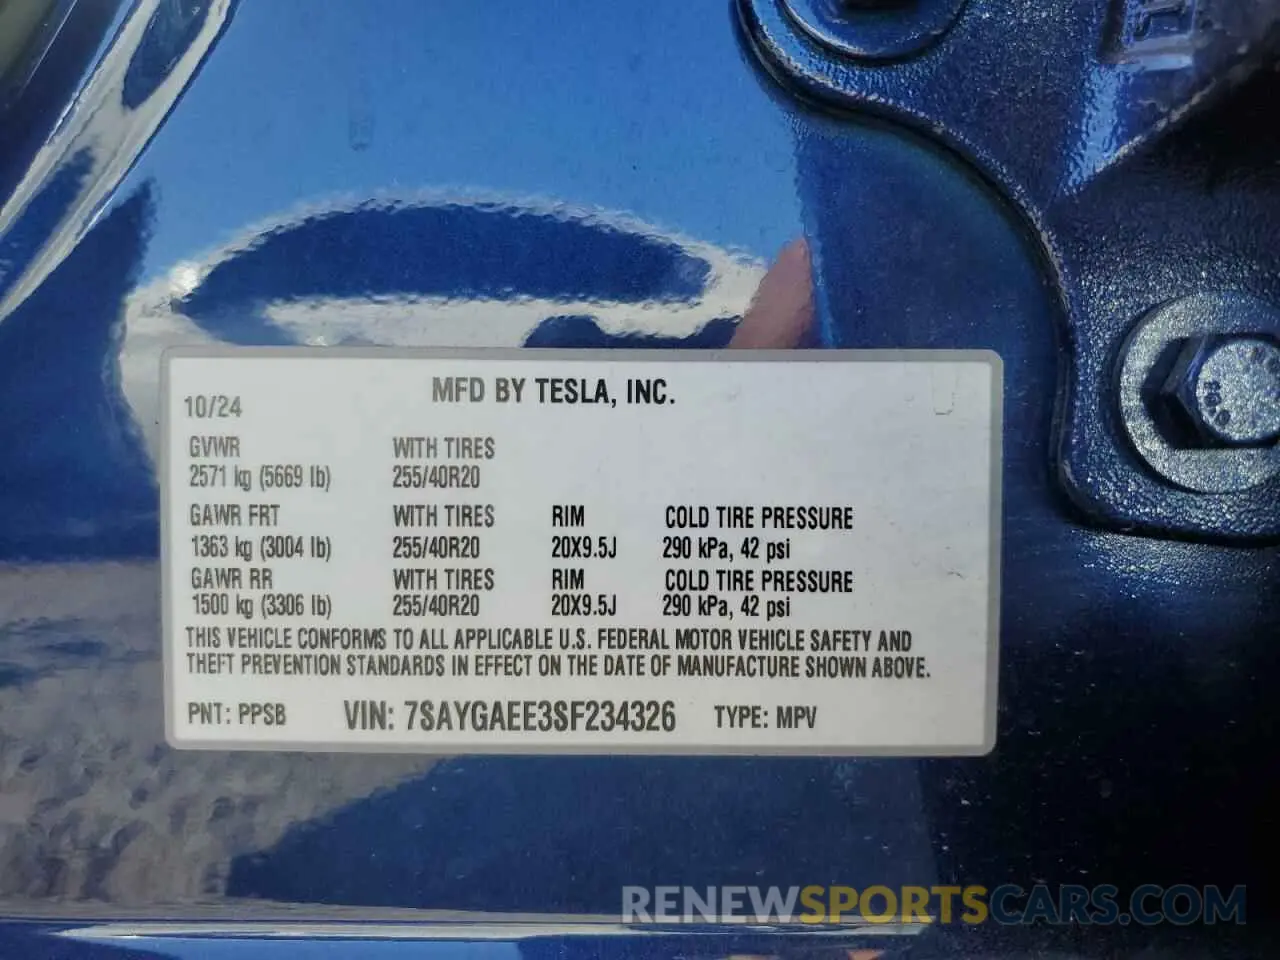 MFD BY TESLA, INC.
10/24
GVWR WITH TIRES
2571 kg (5669 lb) 255/40R20
GAWR FRT WITH TIRES RIM COLD TIRE PRESSURE
1363 kg (3004 lb) 255/40R20 20X9.5J 290 kPa, 42 psi
GAWR RR WITH TIRES RIM COLD TIRE PRESSURE
1500 kg (3306 lb) 255/40R20 20X9.5J 290 kPa, 42 psi
THIS VEHICLE CONFORMS TO ALL APPLICABLE U.S. FEDERAL MOTOR VEHICLE SAFETY AND
THEFT PREVENTION STANDARDS IN EFFECT ON THE DATE OF MANUFACTURE SHOWN ABOVE.
PNT: PPSB VIN: 7SAYGAEE3SF234326 TYPE: MPV
RENEWSPORTSCARS.COM